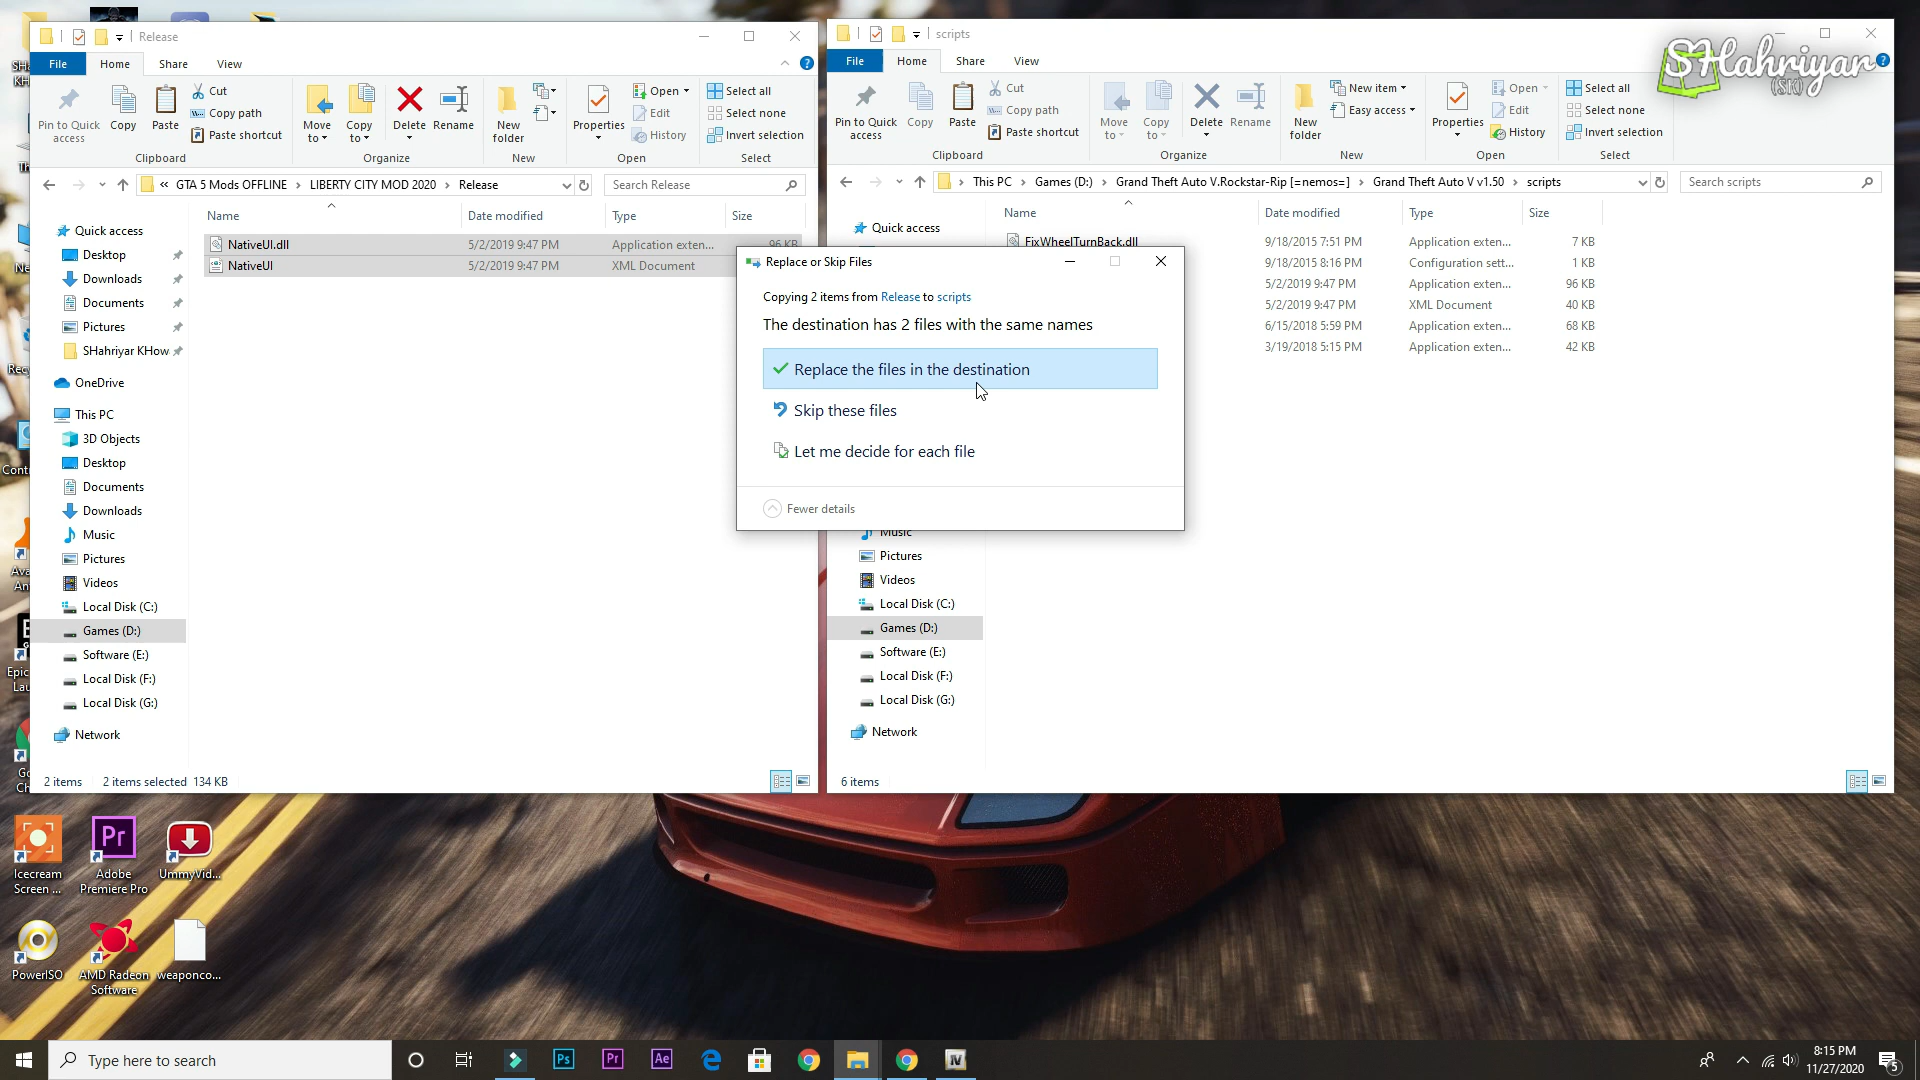 Release
File
Home
Share
View
Pin to Quick access
Copy
Paste
Cut
Copy path
Paste shortcut
Clipboard
Move to
Copy to
Delete
Rename
Organize
New folder
New
Properties
Open
Edit
History
Open
Select all
Select none
Invert selection
Select
« GTA 5 Mods OFFLINE > LIBERTY CITY MOD 2020 > Release
Search Release
Name Date modified Type Size
NativeUI.dll 5/2/2019 9:47 PM Application exten... 96 KB
NativeUI 5/2/2019 9:47 PM XML Document
Quick access
Desktop
Downloads
Documents
Pictures
SHahriyar KHow
OneDrive
This PC
3D Objects
Desktop
Documents
Downloads
Music
Pictures
Videos
Local Disk (C:)
Games (D:)
Software (E:)
Local Disk (F:)
Local Disk (G:)
Network
2 items 2 items selected 134 KB
scripts
SHahriyar
(SK)
File
Home
Share
View
Pin to Quick access
Copy
Paste
Cut
Copy path
Paste shortcut
Clipboard
Move to
Copy to
Delete
Rename
Organize
New folder
New item
Easy access
New
Properties
Open
Edit
History
Open
Select all
Select none
Invert selection
Select
> This PC > Games (D:) > Grand Theft Auto V.Rockstar-Rip [=nemos=] > Grand Theft Auto V v1.50 > scripts
Search scripts
Name Date modified Type Size
FixWheelTurnBack.dll 9/18/2015 7:51 PM Application exten... 7 KB
9/18/2015 8:16 PM Configuration sett... 1 KB
5/2/2019 9:47 PM Application exten... 96 KB
5/2/2019 9:47 PM XML Document 40 KB
6/15/2018 5:59 PM Application exten... 68 KB
3/19/2018 5:15 PM Application exten... 42 KB
Quick access
Music
Pictures
Videos
Local Disk (C:)
Games (D:)
Software (E:)
Local Disk (F:)
Local Disk (G:)
Network
6 items
Replace or Skip Files
Copying 2 items from Release to scripts
The destination has 2 files with the same names
Replace the files in the destination
Skip these files
Let me decide for each file
Fewer details
Icecream Screen ...
Adobe Premiere Pro
UmmyVid...
PowerISO
AMD Radeon Software
weaponco...
Pr
Type here to search
Ps
Pr
Ae
IV
8:15 PM
11/27/2020
5